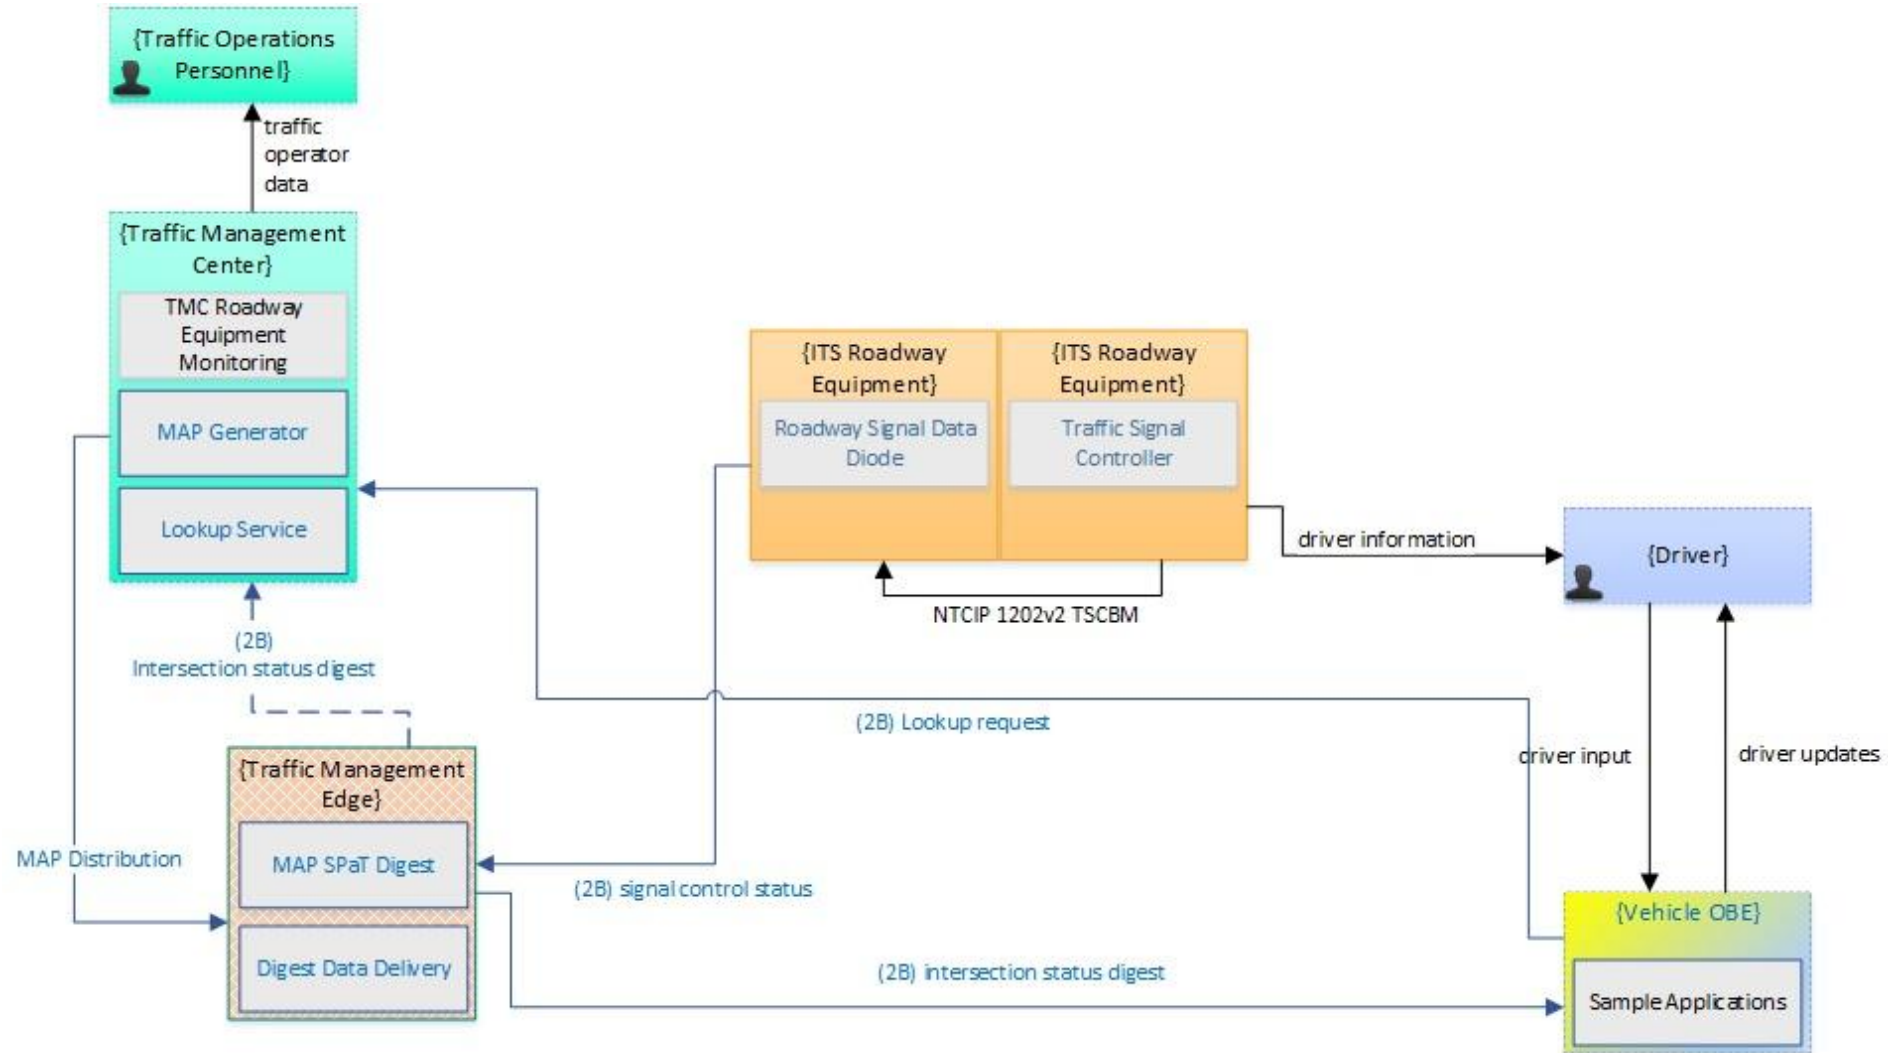 {Traffic Operations
Personnel}
traffic
operator
data
{Traffic Management
Center}
TMC Roadway
Equipment
Monitoring
MAP Generator
Lookup Service
{ITS Roadway
Equipment}
Roadway Signal Data
Diode
{ITS Roadway
Equipment}
Traffic Signal
Controller
driver information
{Driver}
NTCIP 1202v2 TSCBM
(2B)
Intersection status digest
(2B) Lookup request
driver input
driver updates
{Traffic Management
Edge}
MAP SPaT Digest
Digest Data Delivery
MAP Distribution
(2B) signal control status
(2B) intersection status digest
{Vehicle OBE}
Sample Applications